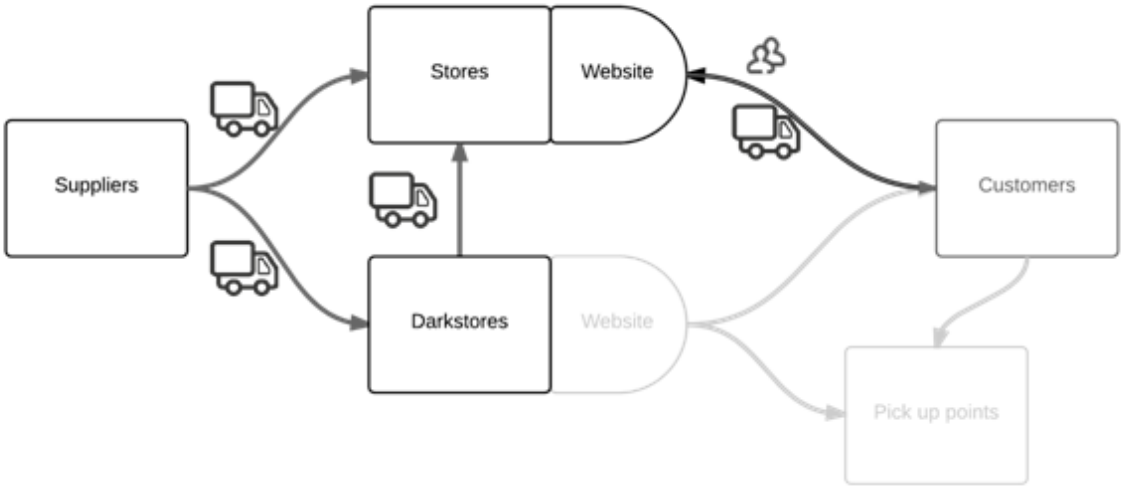 Stores
Website
Suppliers
Customers
Darkstores
Website
Pick up points